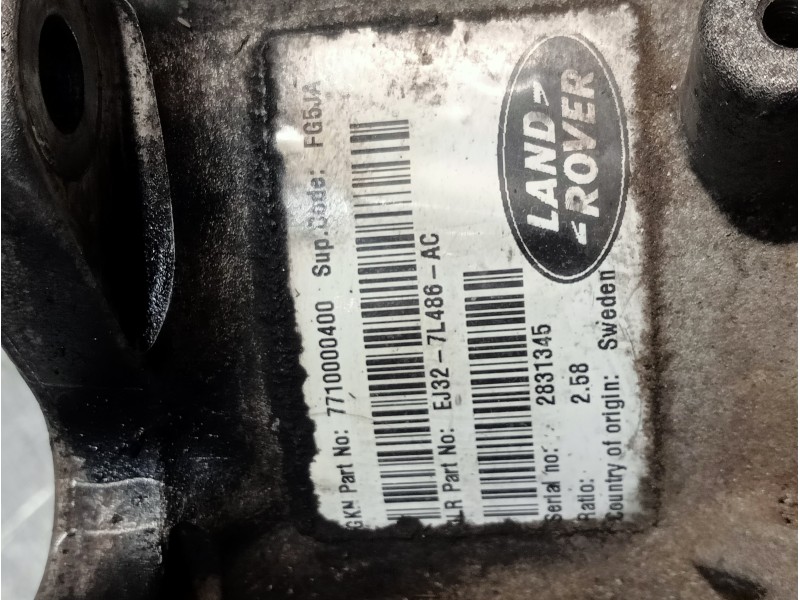 GKN Part No: 7710000400 Sup.Code: FG5JA
JLR Part No: EJ32-7L486-AC
Serial no: 2831345
Ratio: 2.58
Country of origin: Sweden
LAND
ROVER